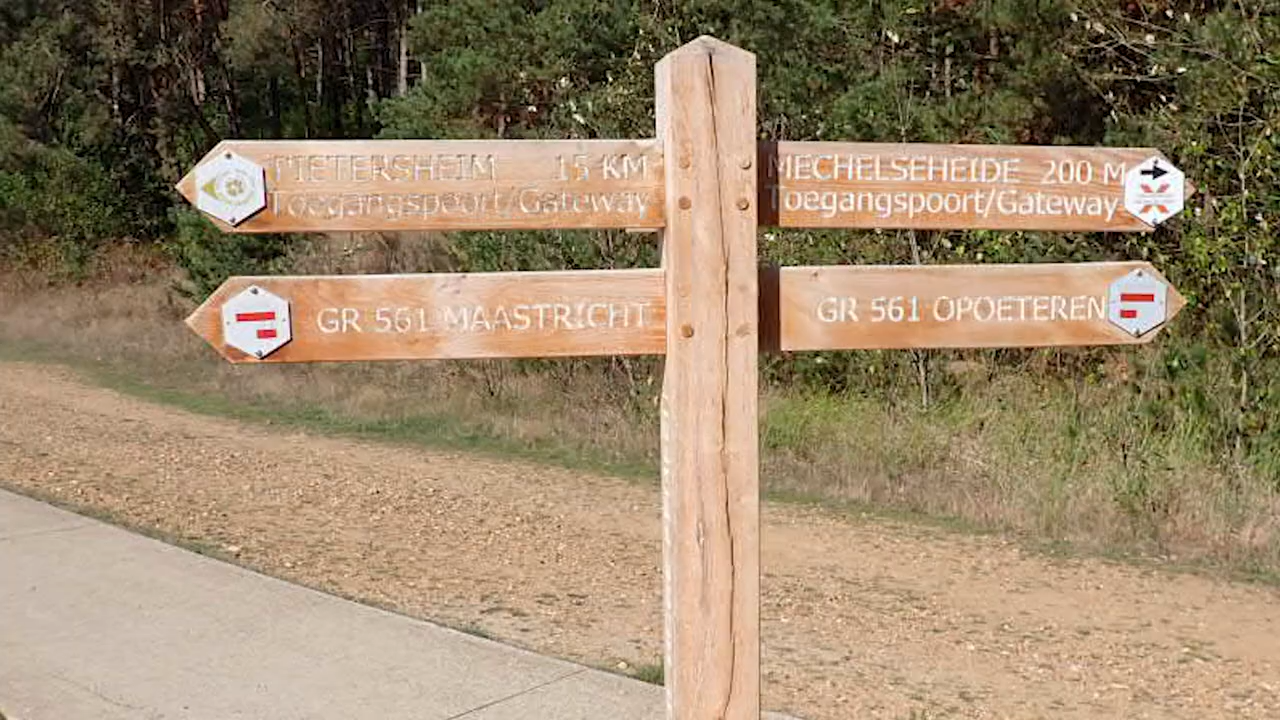 PIETERSHEIM 15 KM
Toegangspoort/Gateway
MECHELSEHEIDE 200 M
Toegangspoort/Gateway
GR 561 MAASTRICHT
GR 561 OPOETEREN